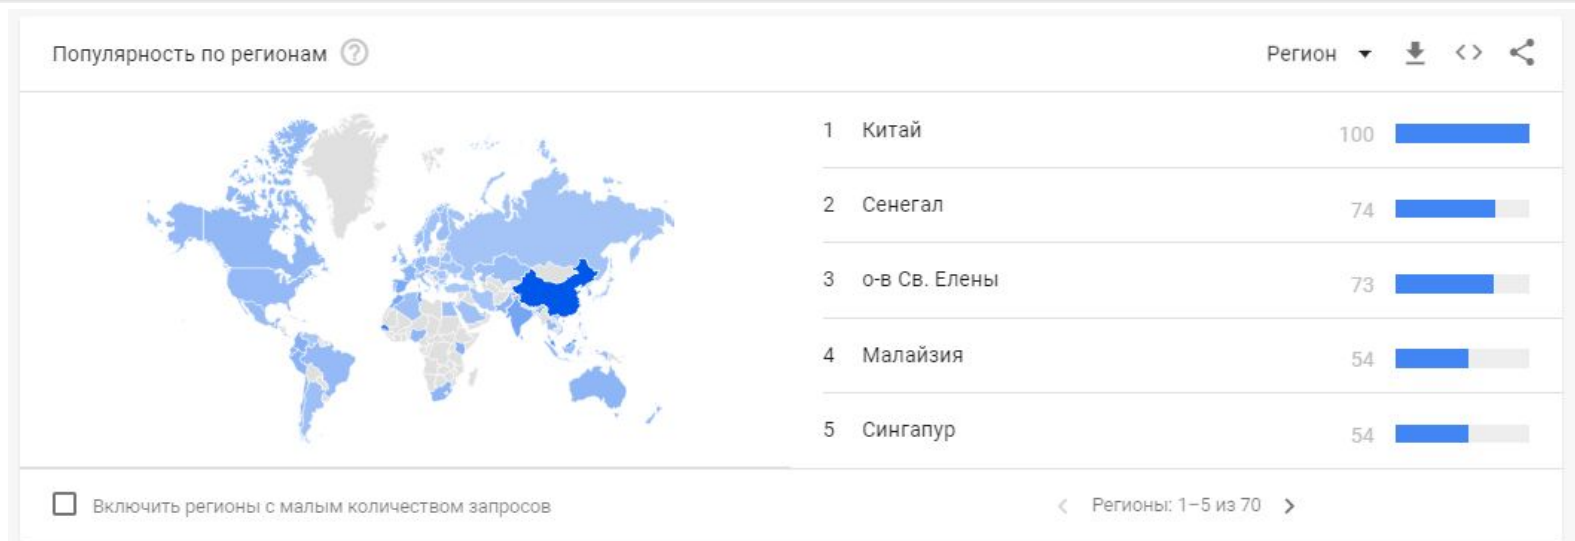 Популярность по регионам ?
Регион
1 Китай 100
2 Сенегал 74
3 о-в Св. Елены 73
4 Малайзия 54
5 Сингапур 54
Включить регионы с малым количеством запросов
Регионы: 1–5 из 70